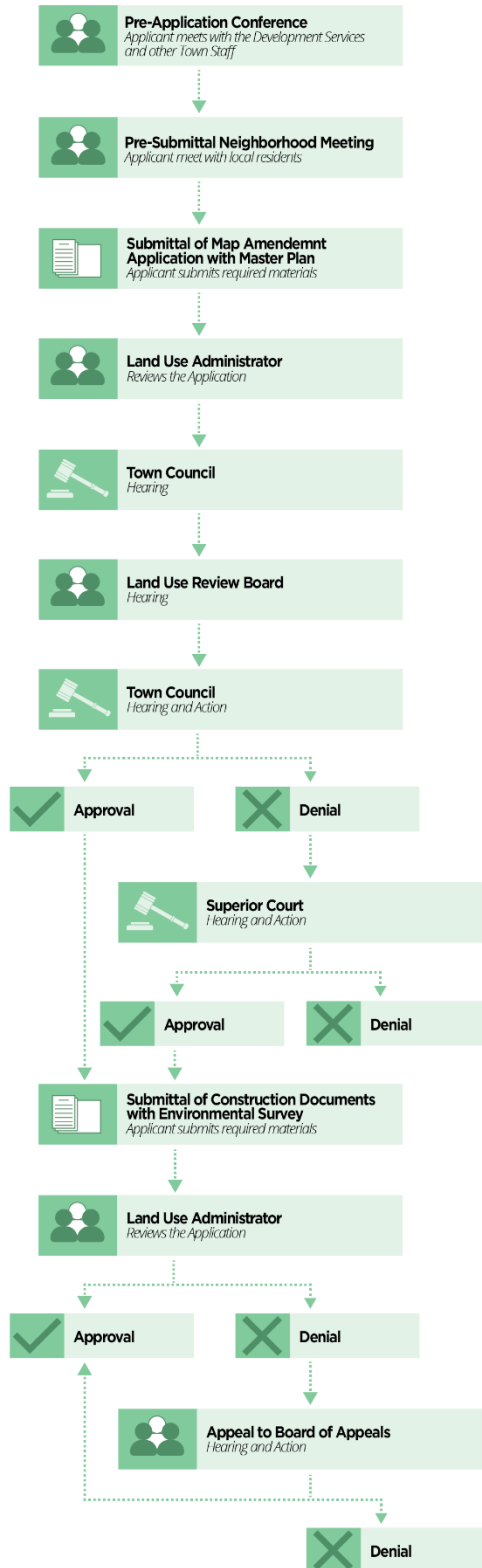 Pre-Application Conference
Applicant meets with the Development Services
and other Town Staff
Pre-Submittal Neighborhood Meeting
Applicant meet with local residents
Submittal of Map Amendemnt
Application with Master Plan
Applicant submits required materials
Land Use Administrator
Reviews the Application
Town Council
Hearing
Land Use Review Board
Hearing
Town Council
Hearing and Action
Approval
Denial
Superior Court
Hearing and Action
Approval
Denial
Submittal of Construction Documents
with Environmental Survey
Applicant submits required materials
Land Use Administrator
Reviews the Application
Approval
Denial
Appeal to Board of Appeals
Hearing and Action
Denial